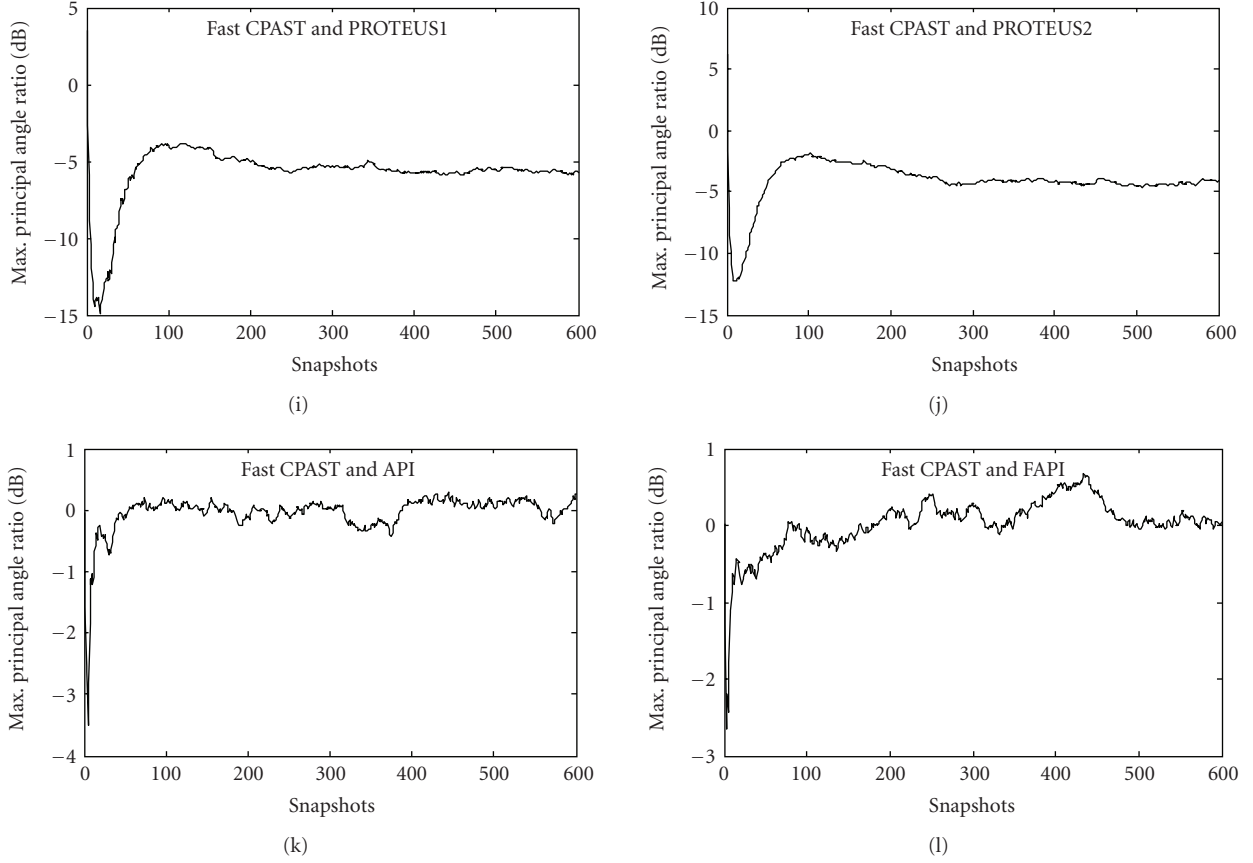 Fast CPAST and PROTEUS1
Max. principal angle ratio (dB)
5
0
−5
−10
−15
0 100 200 300 400 500 600
Snapshots
(i)
Fast CPAST and PROTEUS2
Max. principal angle ratio (dB)
10
5
0
−5
−10
−15
0 100 200 300 400 500 600
Snapshots
(j)
Fast CPAST and API
Max. principal angle ratio (dB)
1
0
−1
−2
−3
−4
0 100 200 300 400 500 600
Snapshots
(k)
Fast CPAST and FAPI
Max. principal angle ratio (dB)
1
0
−1
−2
−3
0 100 200 300 400 500 600
Snapshots
(l)